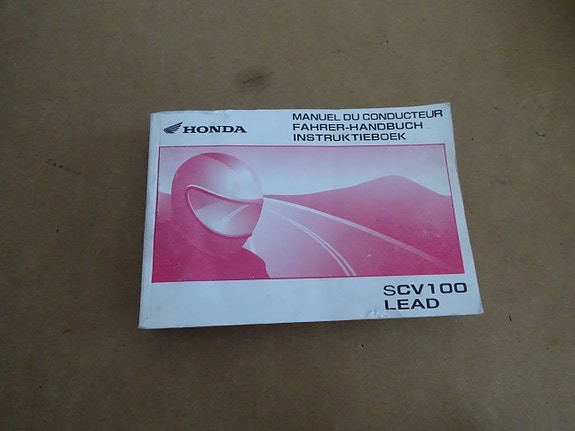 HONDA
MANUEL DU CONDUCTEUR
FAHRER-HANDBUCH
INSTRUKTIEBOEK
SCV100
LEAD